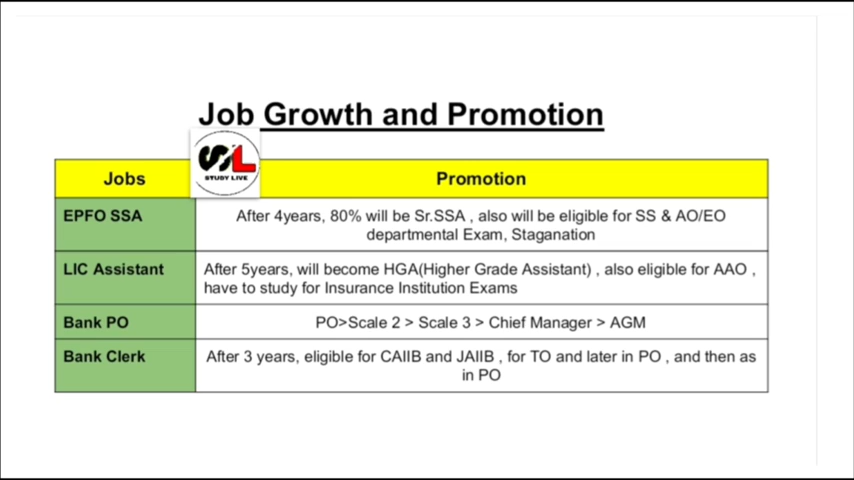 Job Growth and Promotion
STUDY LIVE
Jobs Promotion
EPFO SSA
After 4years, 80% will be Sr.SSA , also will be eligible for SS & AO/EO
departmental Exam, Staganation
LIC Assistant
After 5years, will become HGA(Higher Grade Assistant) , also eligible for AAO ,
have to study for Insurance Institution Exams
Bank PO
PO>Scale 2 > Scale 3 > Chief Manager > AGM
Bank Clerk
After 3 years, eligible for CAIIB and JAIIB , for TO and later in PO , and then as
in PO